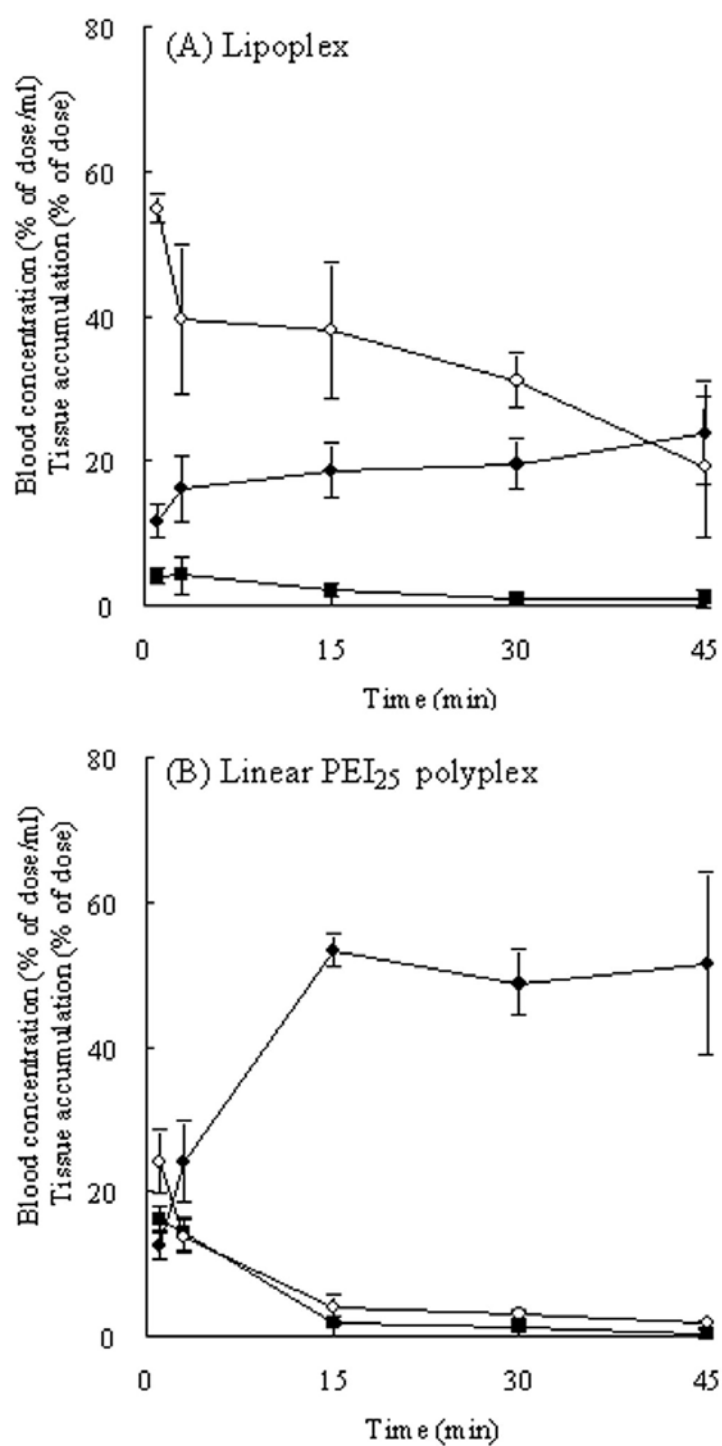 (A) Lipoplex
Blood concentration (% of dose/ml)
Tissue accumulation (% of dose)
80
60
40
20
0
0 15 30 45
Time (min)
(B) Linear PEI25 polyplex
Blood concentration (% of dose/ml)
Tissue accumulation (% of dose)
80
60
40
20
0
0 15 30 45
Time (min)